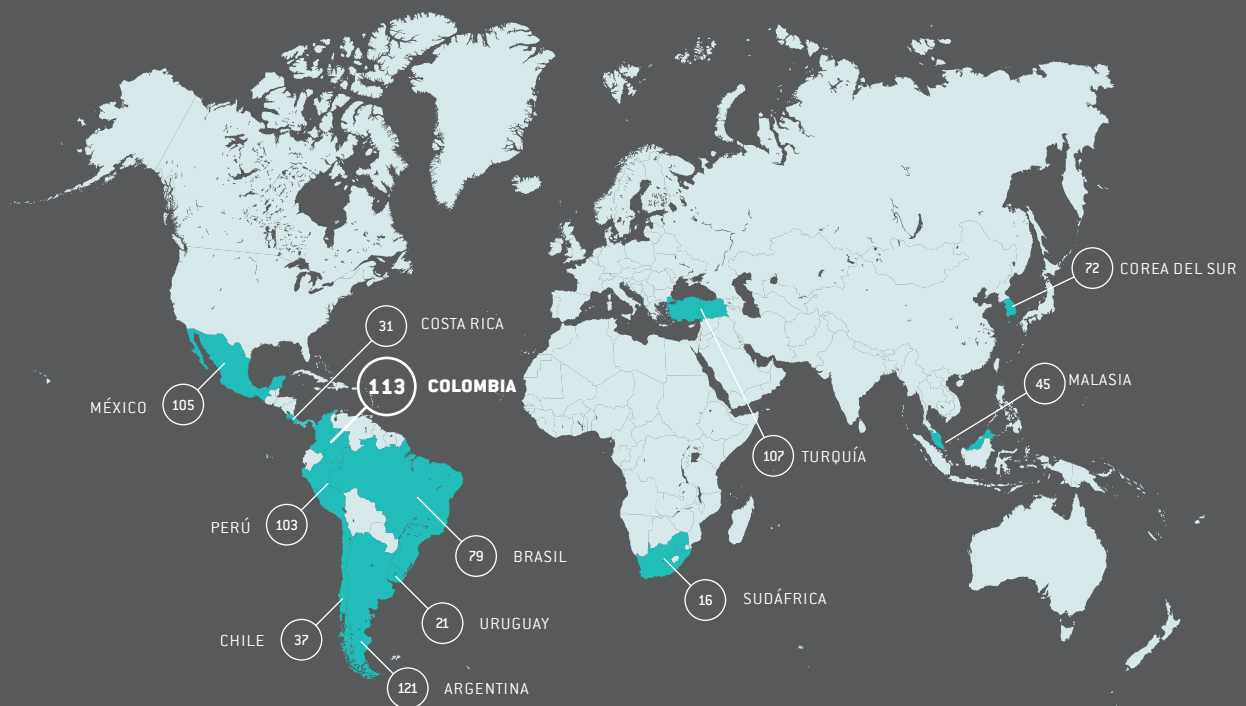 72 COREA DEL SUR
31 COSTA RICA
113 COLOMBIA
45 MALASIA
MÉXICO 105
107 TURQUÍA
PERÚ 103
79 BRASIL
16 SUDÁFRICA
21 URUGUAY
CHILE 37
121 ARGENTINA